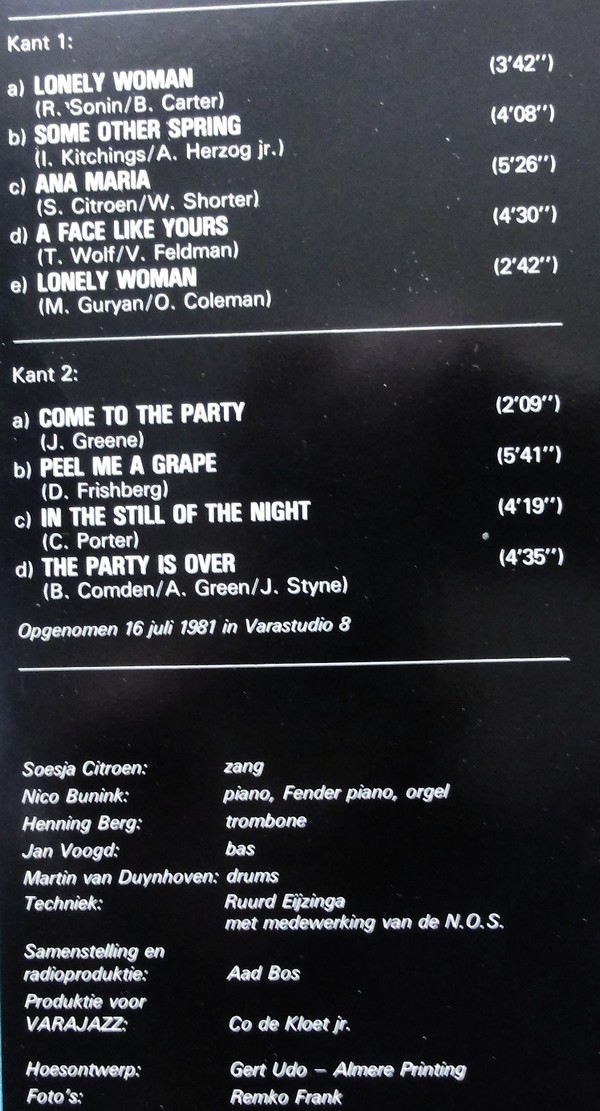 Kant 1:
a) LONELY WOMAN (3'42'')
(R. Sonin/B. Carter)
b) SOME OTHER SPRING (4'08'')
(I. Kitchings/A. Herzog jr.)
c) ANA MARIA (5'26'')
(S. Citroen/W. Shorter)
d) A FACE LIKE YOURS (4'30'')
(T. Wolf/V. Feldman)
e) LONELY WOMAN (2'42'')
(M. Guryan/O. Coleman)
Kant 2:
a) COME TO THE PARTY (2'09'')
(J. Greene)
b) PEEL ME A GRAPE (5'41'')
(D. Frishberg)
c) IN THE STILL OF THE NIGHT (4'19'')
(C. Porter)
d) THE PARTY IS OVER (4'35'')
(B. Comden/A. Green/J. Styne)
Opgenomen 16 juli 1981 in Varastudio 8
Soesja Citroen: zang
Nico Bunink: piano, Fender piano, orgel
Henning Berg: trombone
Jan Voogd: bas
Martin van Duynhoven: drums
Techniek: Ruurd Eijzinga
met medewerking van de N.O.S.
Samenstelling en
radioproduktie: Aad Bos
Produktie voor
VARAJAZZ: Co de Kloet jr.
Hoesontwerp: Gert Udo – Almere Printing
Foto's: Remko Frank